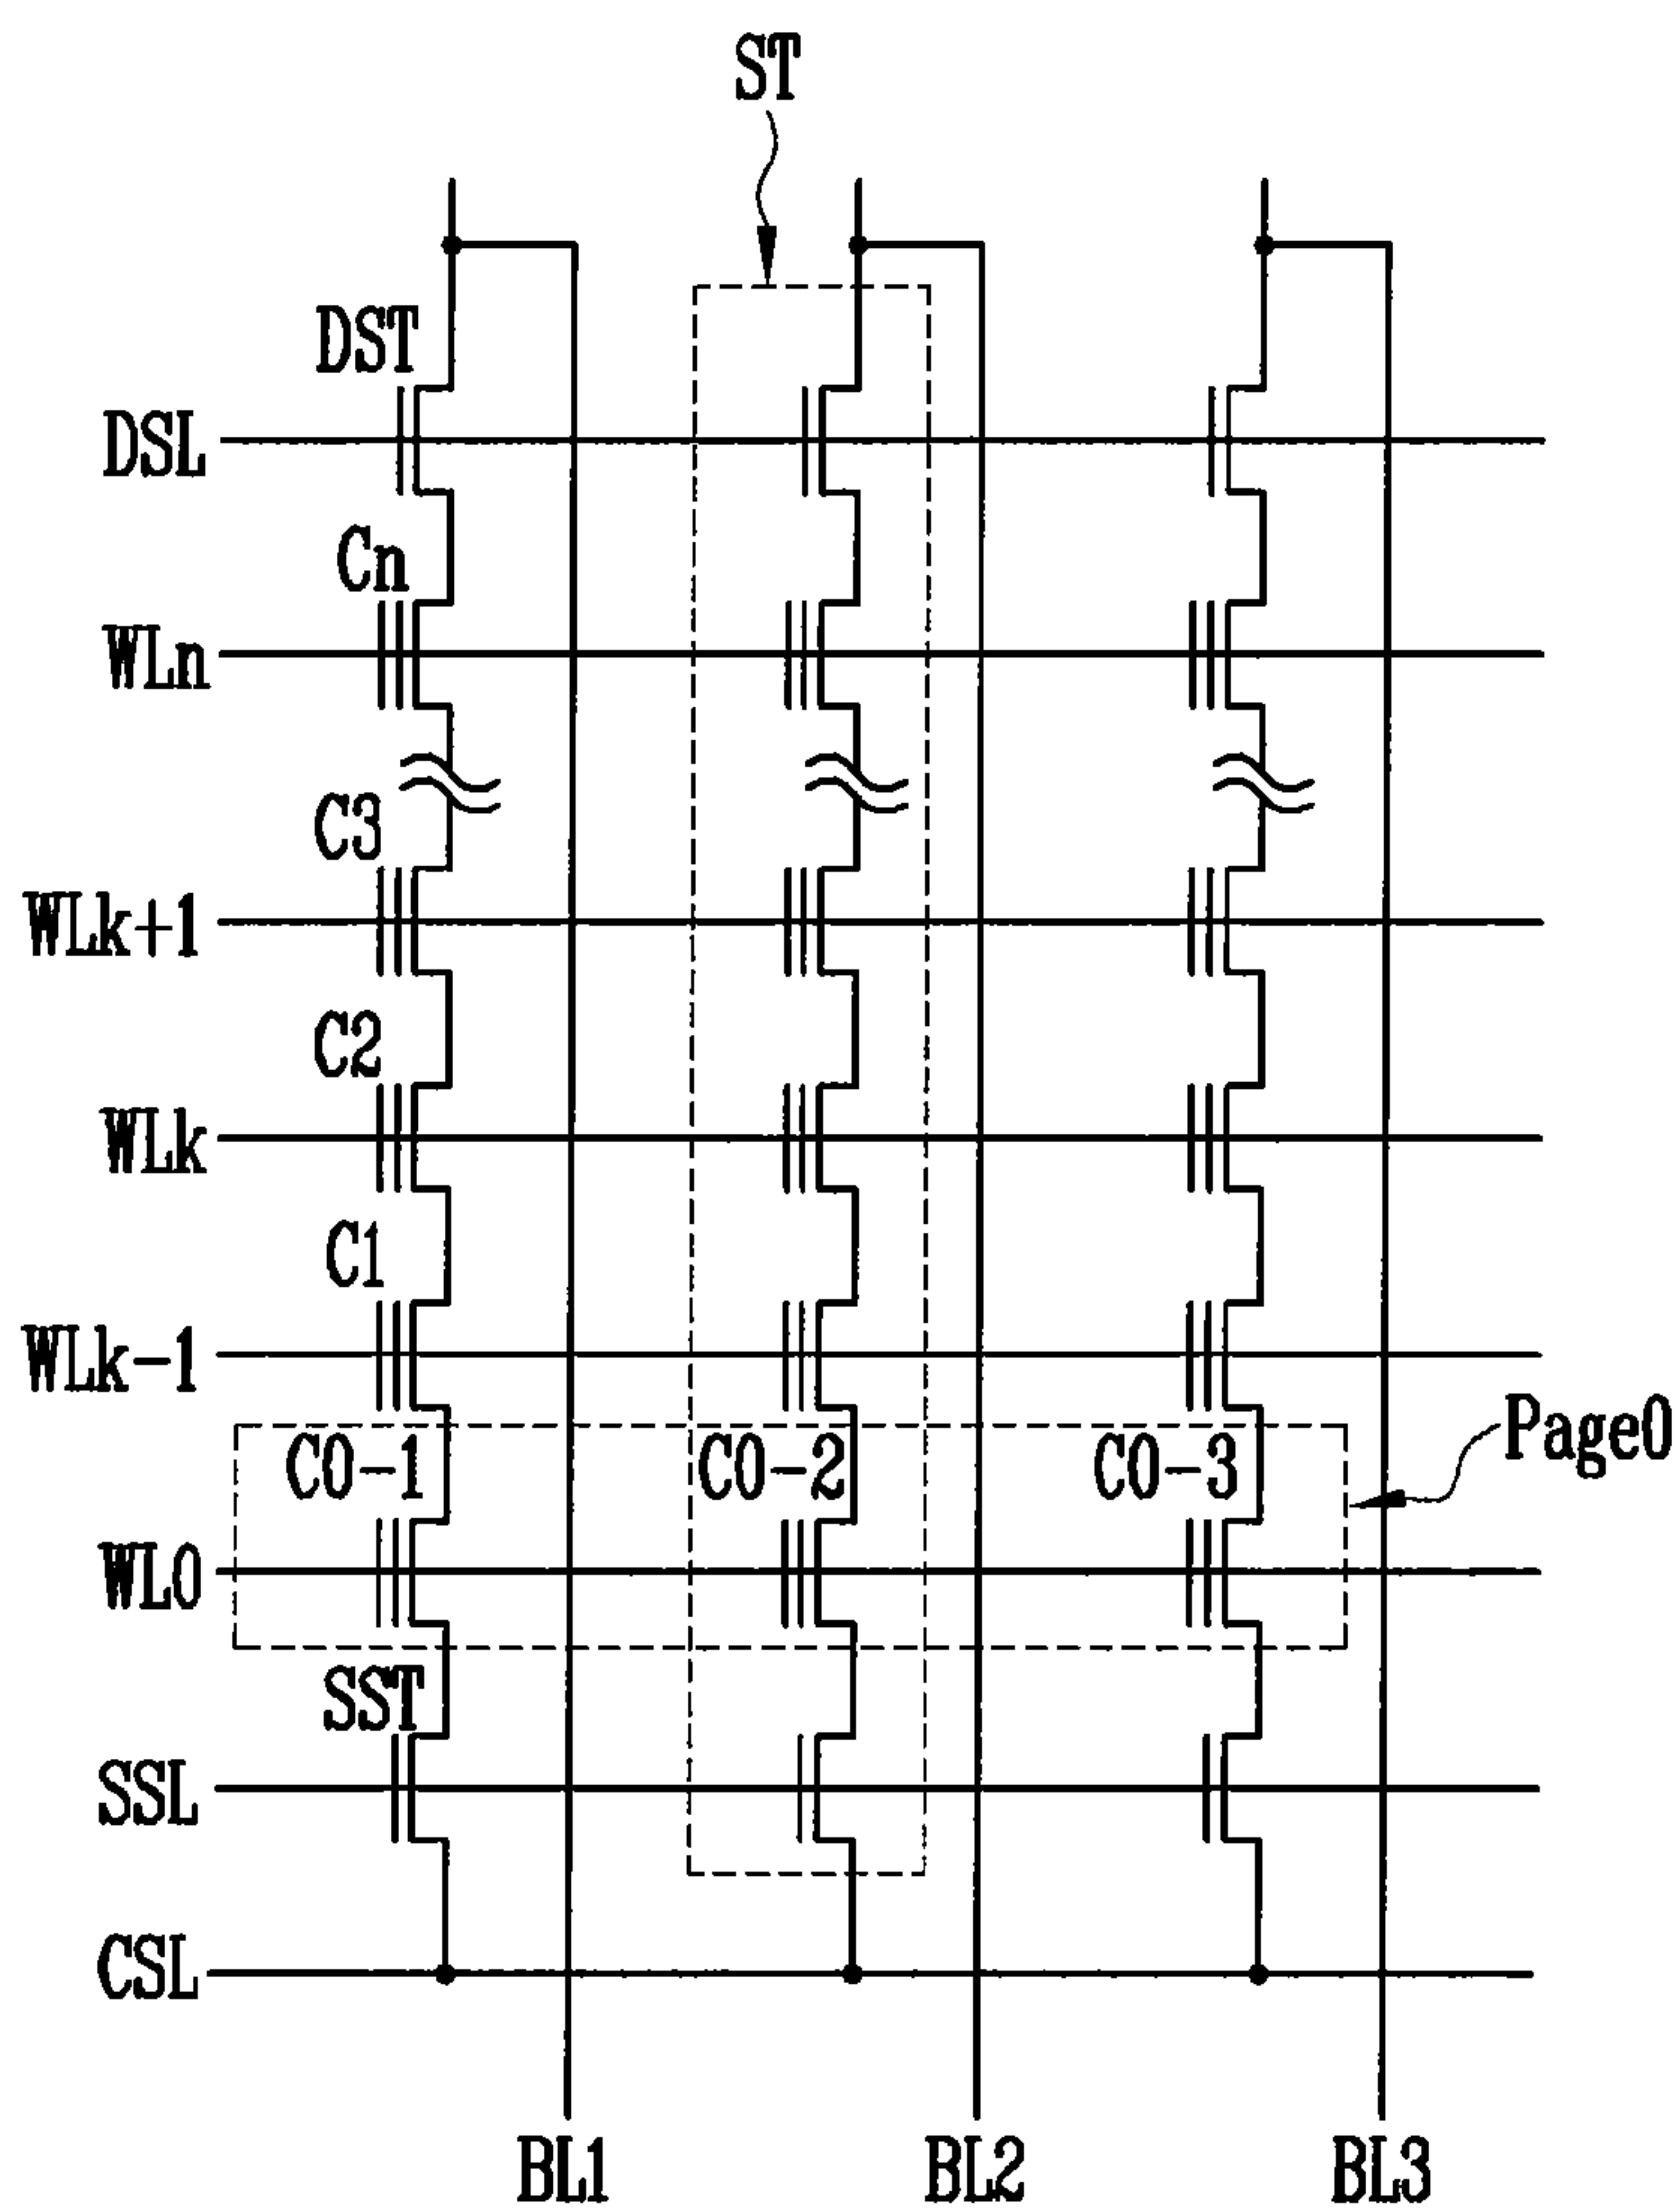 ST
DST
DSL
Cn
WLn
C3
WLk+1
C2
WLk
C1
WLk-1
C0-1 C0-2 C0-3 Page0
WL0
SST
SSL
CSL
BL1 BL2 BL3